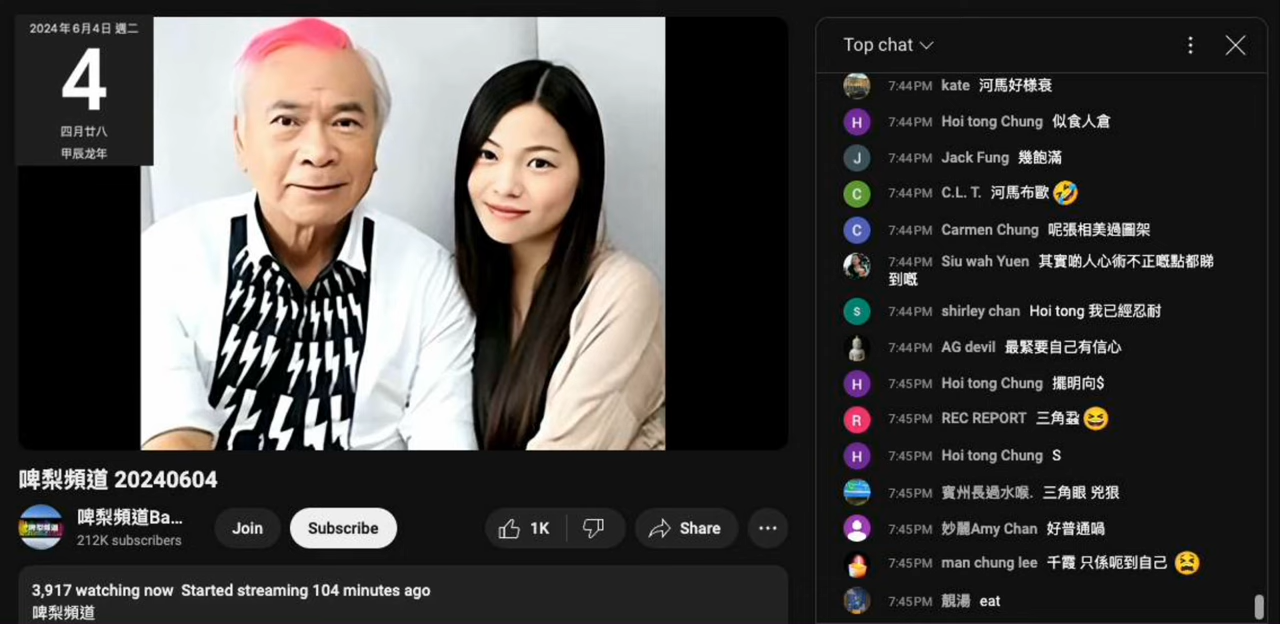 2024年6月4日 週二
4
四月廿八
甲辰龙年
啤梨頻道 20240604
啤梨頻道Ba...
212K subscribers
Join
Subscribe
1K
Share
3,917 watching now Started streaming 104 minutes ago
啤梨頻道
Top chat
7:44PM kate 河馬好樣衰
7:44PM Hoi tong Chung 似食人倉
7:44PM Jack Fung 幾飽滿
7:44PM C.L. T. 河馬布歐🤣
7:44PM Carmen Chung 呢張相美過圖架
7:44PM Siu wah Yuen 其實啲人心術不正嘅點都睇
到嘅
7:44PM shirley chan Hoi tong 我已經忍耐
7:44PM AG devil 最緊要自己有信心
7:45PM Hoi tong Chung 擺明向$
7:45PM REC REPORT 三角蝨😆
7:45PM Hoi tong Chung S
7:45PM 賓州長過水喉. 三角眼 兇狠
7:45PM 妙麗Amy Chan 好普通喎
7:45PM man chung lee 千霞 只係呃到自己 😫
7:45PM 靚湯 eat